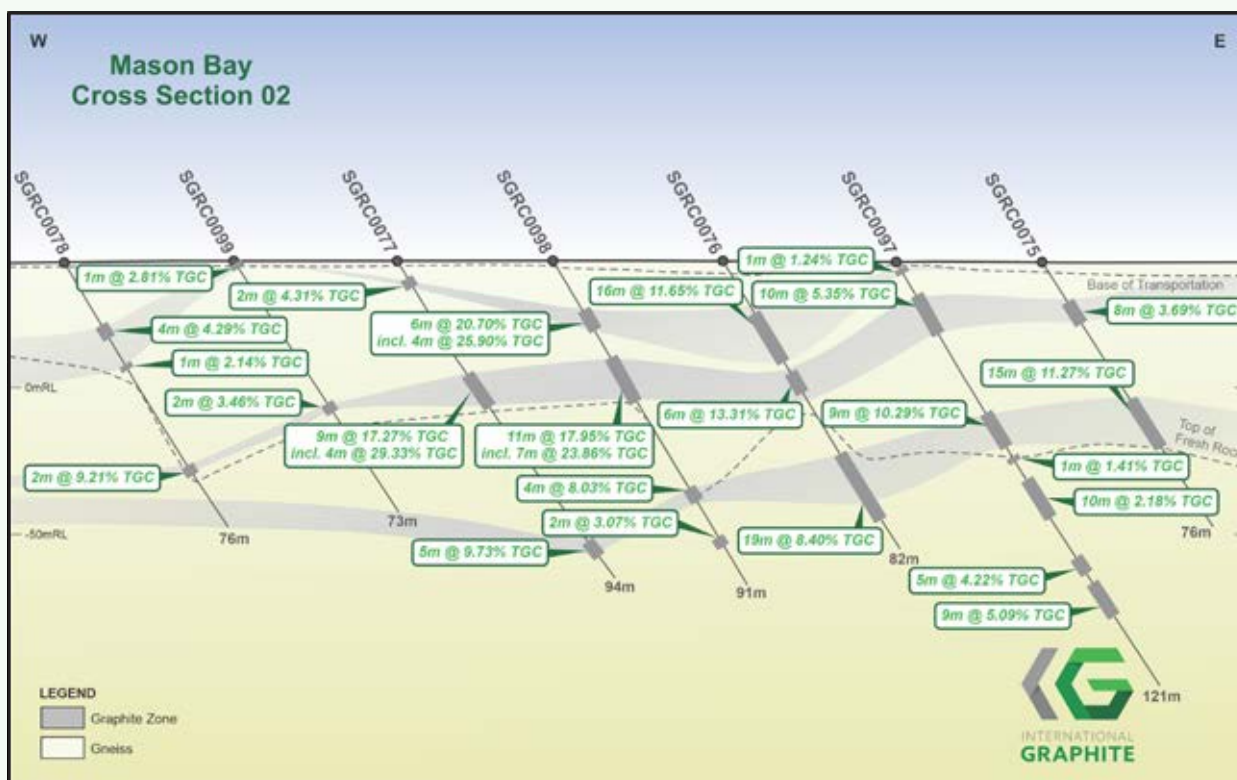 W
E
Mason Bay
Cross Section 02
SGRC0078
SGRC0099
SGRC0077
SGRC0098
SGRC0076
SGRC0097
SGRC0075
1m @ 2.81% TGC
1m @ 1.24% TGC
2m @ 4.31% TGC
16m @ 11.65% TGC
10m @ 5.35% TGC
Base of Transportation
8m @ 3.69% TGC
4m @ 4.29% TGC
6m @ 20.70% TGC
incl. 4m @ 25.90% TGC
1m @ 2.14% TGC
0mRL
15m @ 11.27% TGC
2m @ 3.46% TGC
6m @ 13.31% TGC
9m @ 10.29% TGC
9m @ 17.27% TGC
incl. 4m @ 29.33% TGC
11m @ 17.95% TGC
incl. 7m @ 23.86% TGC
Top of
Fresh Roc
2m @ 9.21% TGC
1m @ 1.41% TGC
4m @ 8.03% TGC
10m @ 2.18% TGC
73m
2m @ 3.07% TGC
-50mRL
76m
19m @ 8.40% TGC
76m
5m @ 9.73% TGC
82m
94m
91m
5m @ 4.22% TGC
9m @ 5.09% TGC
121m
LEGEND
Graphite Zone
Gneiss
INTERNATIONAL
GRAPHITE